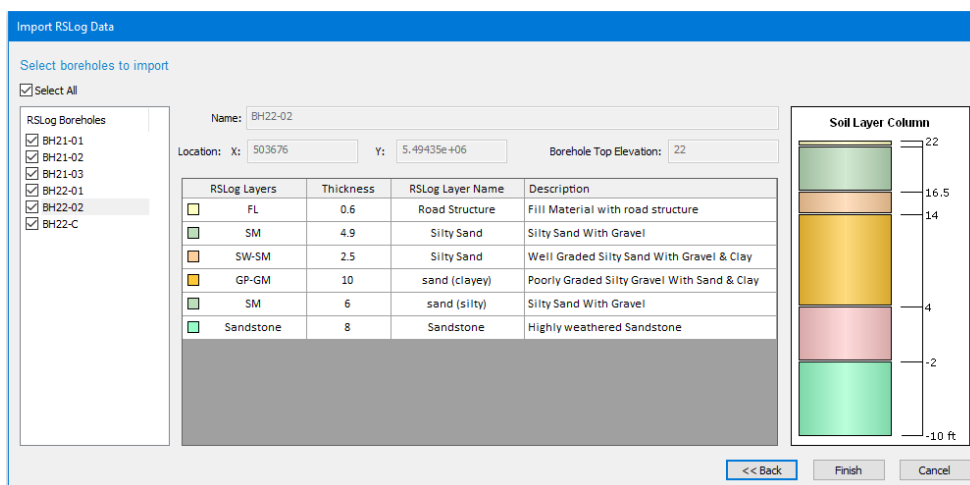 Import RSLog Data
Select boreholes to import
Select All
RSLog Boreholes
BH21-01
BH21-02
BH21-03
BH22-01
BH22-02
BH22-C
Name: BH22-02
Location: X: 503676 Y: 5.49435e+06 Borehole Top Elevation: 22
RSLog Layers Thickness RSLog Layer Name Description
FL 0.6 Road Structure Fill Material with road structure
SM 4.9 Silty Sand Silty Sand With Gravel
SW-SM 2.5 Silty Sand Well Graded Silty Sand With Gravel & Clay
GP-GM 10 sand (clayey) Poorly Graded Silty Gravel With Sand & Clay
SM 6 sand (silty) Silty Sand With Gravel
Sandstone 8 Sandstone Highly weathered Sandstone
Soil Layer Column
22
16.5
14
4
-2
-10 ft
<< Back Finish Cancel